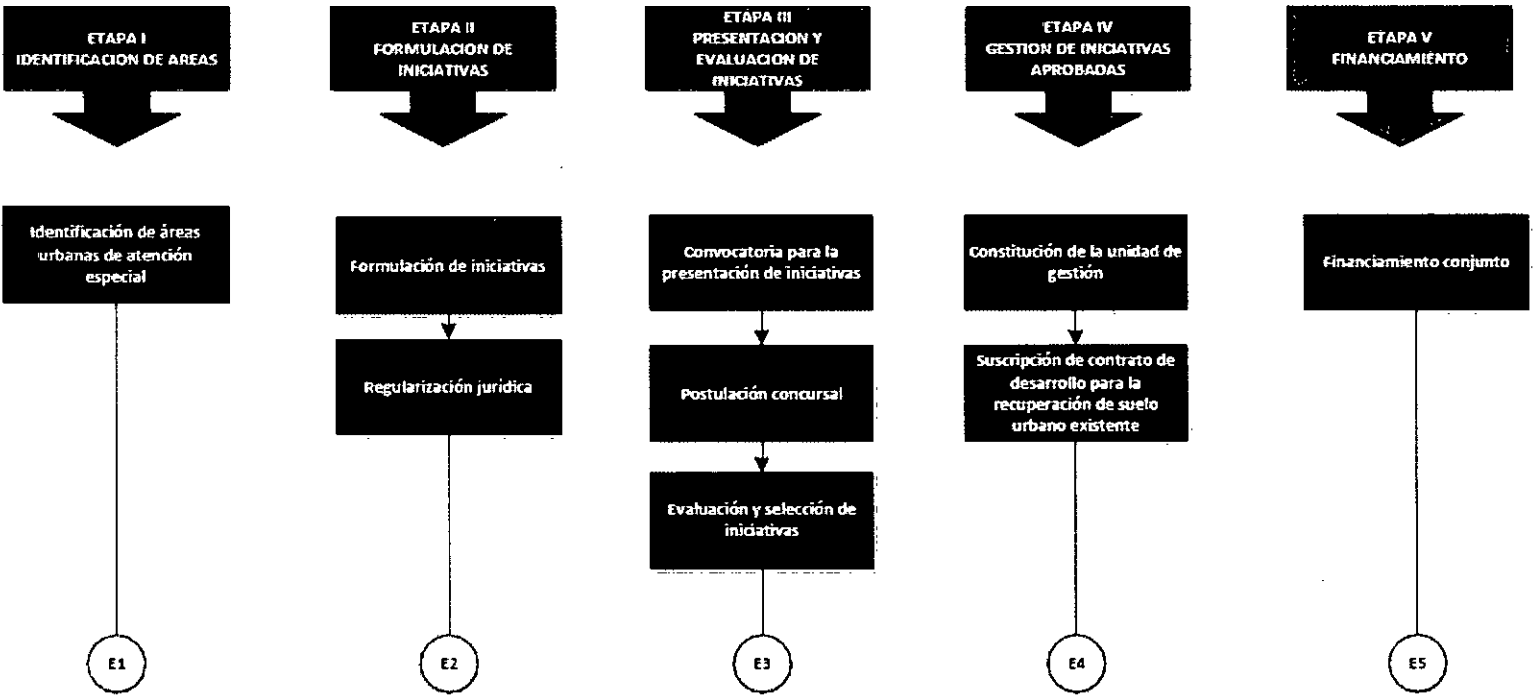 ETAPA I
IDENTIFICACION DE AREAS
ETAPA II
FORMULACION DE
INICIATIVAS
ETAPA III
PRESENTACION Y
EVALUACION DE
INICIATIVAS
ETAPA IV
GESTION DE INICIATIVAS
APROBADAS
ETAPA V
FINANCIAMIENTO
Identificación de áreas
urbanas de atención
especial
Formulación de iniciativas
Regularización jurídica
Convocatoria para la
presentación de iniciativas
Postulación concursal
Evaluación y selección de
iniciativas
Constitución de la unidad de
gestión
Suscripción de contrato de
desarrollo para la
recuperación de suelo
urbano existente
Financiamiento conjunto
E1
E2
E3
E4
E5